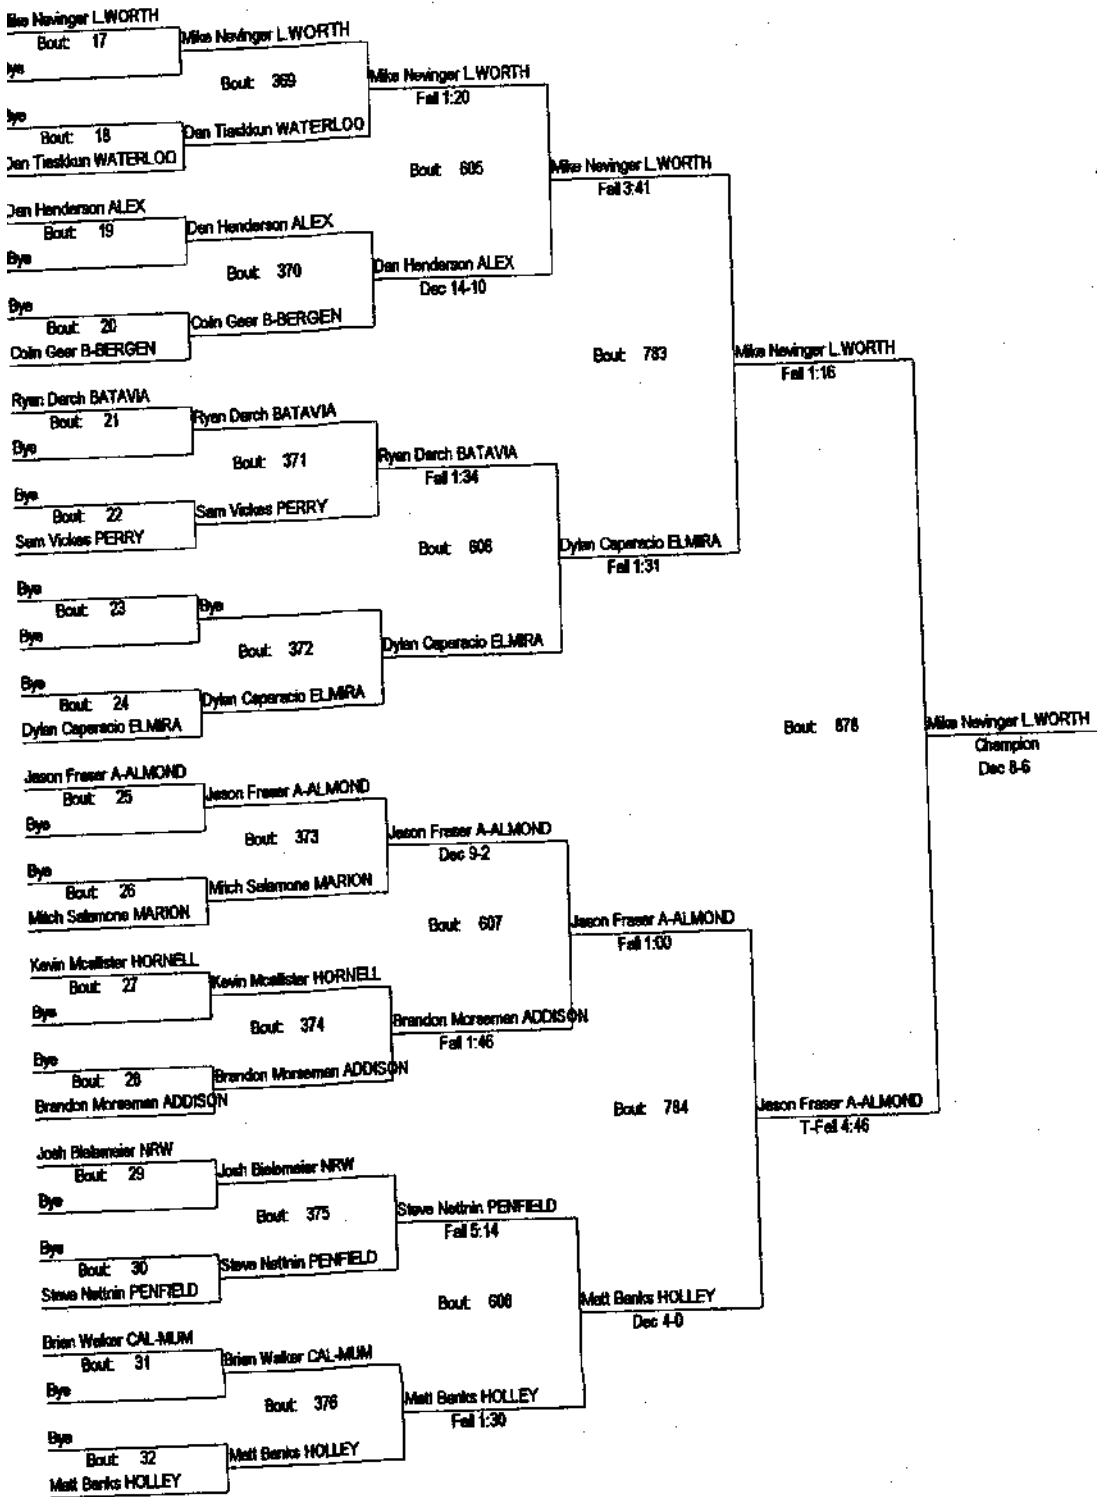 Mike Nevinger L.WORTH
Bout: 17
Bye
Mike Nevinger L.WORTH
Bout: 369
Bye
Bout: 18
Dan Tieskkun WATERLOO
Dan Tieskkun WATERLOO
Mike Nevinger L.WORTH
Fall 1:20
Bout: 605
Dan Henderson ALEX
Bout: 19
Bye
Dan Henderson ALEX
Bout: 370
Bye
Bout: 20
Colin Geer B-BERGEN
Colin Geer B-BERGEN
Dan Henderson ALEX
Dec 14-10
Mike Nevinger L.WORTH
Fall 3:41
Bout: 783
Ryan Darch BATAVIA
Bout: 21
Bye
Ryan Darch BATAVIA
Bout: 371
Bye
Bout: 22
Sam Vickes PERRY
Sam Vickes PERRY
Ryan Darch BATAVIA
Fall 1:34
Bout: 606
Bye
Bout: 23
Bye
Bye
Bout: 372
Bye
Bout: 24
Dylan Caparacio ELMIRA
Dylan Caparacio ELMIRA
Dylan Caparacio ELMIRA
Dylan Caparacio ELMIRA
Fall 1:31
Mike Nevinger L.WORTH
Fall 1:16
Bout: 878
Mike Nevinger L.WORTH
Champion
Dec 8-6
Jason Fraser A-ALMOND
Bout: 25
Bye
Jason Fraser A-ALMOND
Bout: 373
Bye
Bout: 26
Mitch Salamone MARION
Mitch Salamone MARION
Jason Fraser A-ALMOND
Dec 9-2
Bout: 607
Kevin Mcallister HORNELL
Bout: 27
Bye
Kevin Mcallister HORNELL
Bout: 374
Bye
Bout: 28
Brandon Morseman ADDISON
Brandon Morseman ADDISON
Brandon Morseman ADDISON
Fall 1:46
Jason Fraser A-ALMOND
Fall 1:00
Bout: 784
Josh Bielemeier NRW
Bout: 29
Bye
Josh Bielemeier NRW
Bout: 375
Bye
Bout: 30
Steve Nettnin PENFIELD
Steve Nettnin PENFIELD
Steve Nettnin PENFIELD
Fall 5:14
Bout: 608
Brian Walker CAL-MUM
Bout: 31
Bye
Brian Walker CAL-MUM
Bout: 376
Bye
Bout: 32
Matt Banks HOLLEY
Matt Banks HOLLEY
Matt Banks HOLLEY
Fall 1:30
Matt Banks HOLLEY
Dec 4-0
Jason Fraser A-ALMOND
T-Fall 4:46